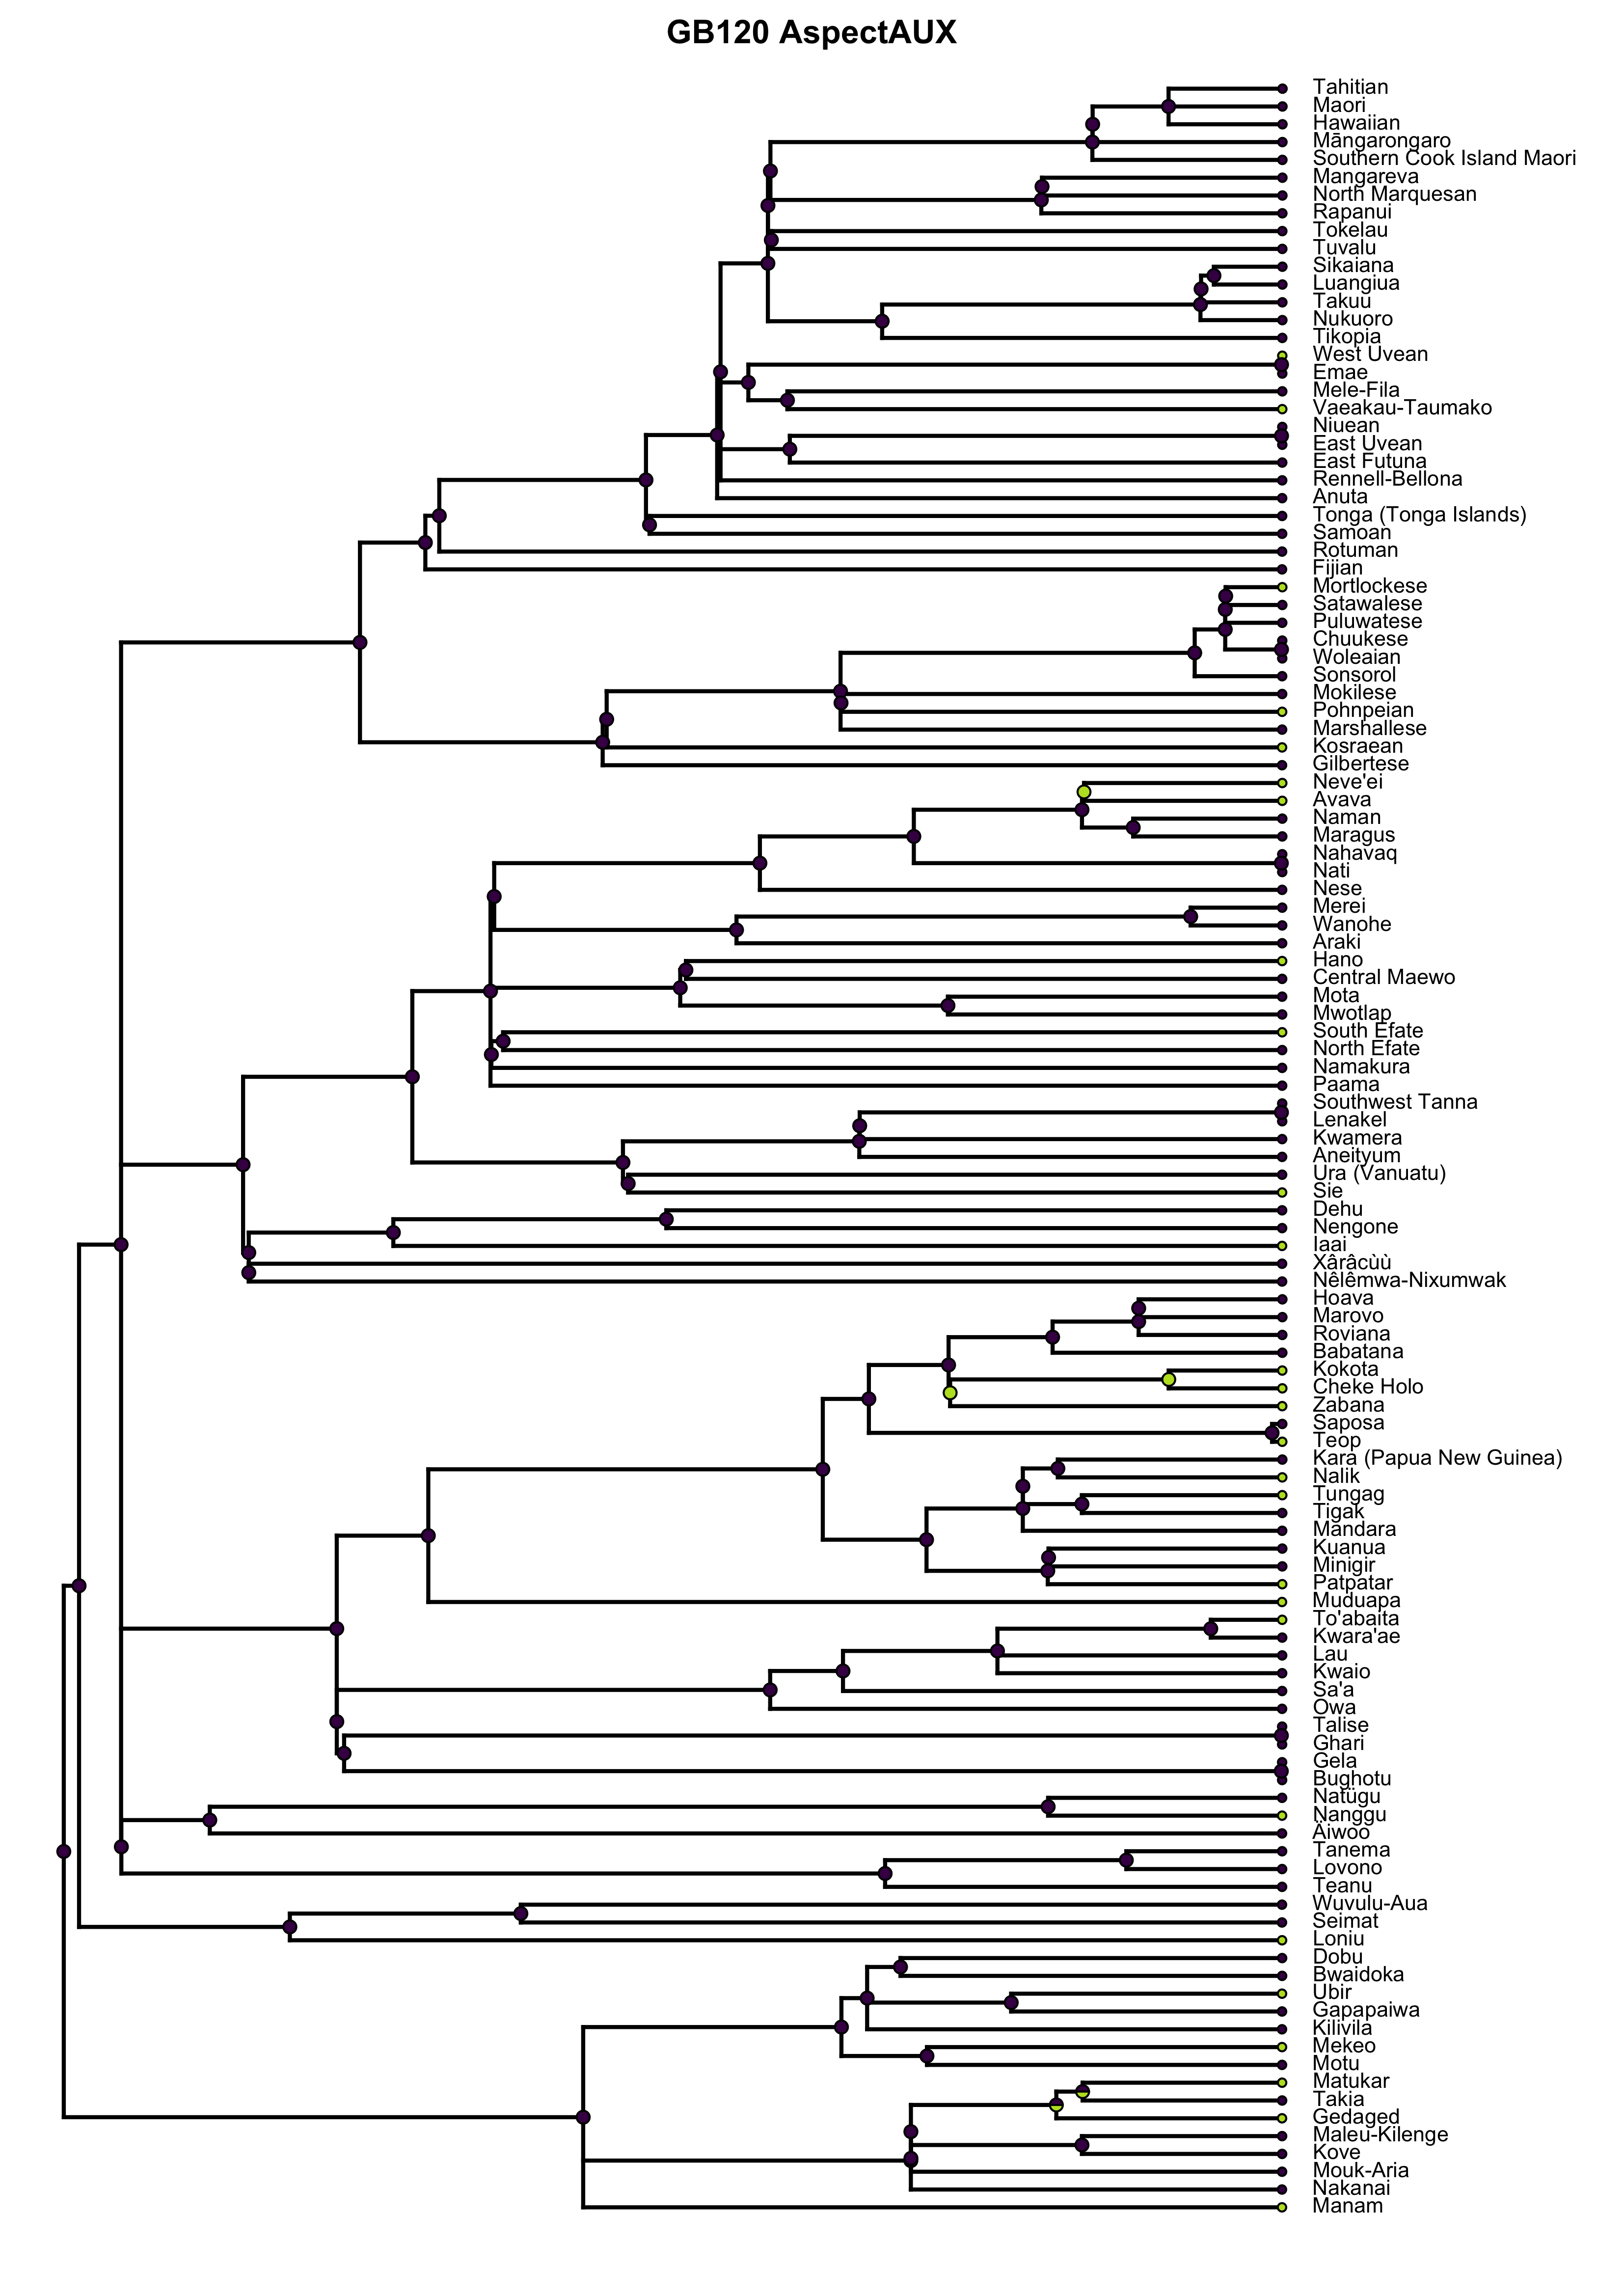 GB120 AspectAUX
Tahitian
Maori
Hawaiian
Māngarongaro
Southern Cook Island Maori
Mangareva
North Marquesan
Rapanui
Tokelau
Tuvalu
Sikaiana
Luangiua
Takuu
Nukuoro
Tikopia
West Uvean
Emae
Mele-Fila
Vaeakau-Taumako
Niuean
East Uvean
East Futuna
Rennell-Bellona
Anuta
Tonga (Tonga Islands)
Samoan
Rotuman
Fijian
Mortlockese
Satawalese
Puluwatese
Chuukese
Woleaian
Sonsorol
Mokilese
Pohnpeian
Marshallese
Kosraean
Gilbertese
Neve'ei
Avava
Naman
Maragus
Nahavaq
Nati
Nese
Merei
Wanohe
Araki
Hano
Central Maewo
Mota
Mwotlap
South Efate
North Efate
Namakura
Paama
Southwest Tanna
Lenakel
Kwamera
Aneityum
Ura (Vanuatu)
Sie
Dehu
Nengone
Iaai
Xârâcùù
Nêlêmwa-Nixumwak
Hoava
Marovo
Roviana
Babatana
Kokota
Cheke Holo
Zabana
Saposa
Teop
Kara (Papua New Guinea)
Nalik
Tungag
Tigak
Mandara
Kuanua
Minigir
Patpatar
Muduapa
To'abaita
Kwara'ae
Lau
Kwaio
Sa'a
Owa
Talise
Ghari
Gela
Bughotu
Natügu
Nanggu
Äiwoo
Tanema
Lovono
Teanu
Wuvulu-Aua
Seimat
Loniu
Dobu
Bwaidoka
Ubir
Gapapaiwa
Kilivila
Mekeo
Motu
Matukar
Takia
Gedaged
Maleu-Kilenge
Kove
Mouk-Aria
Nakanai
Manam